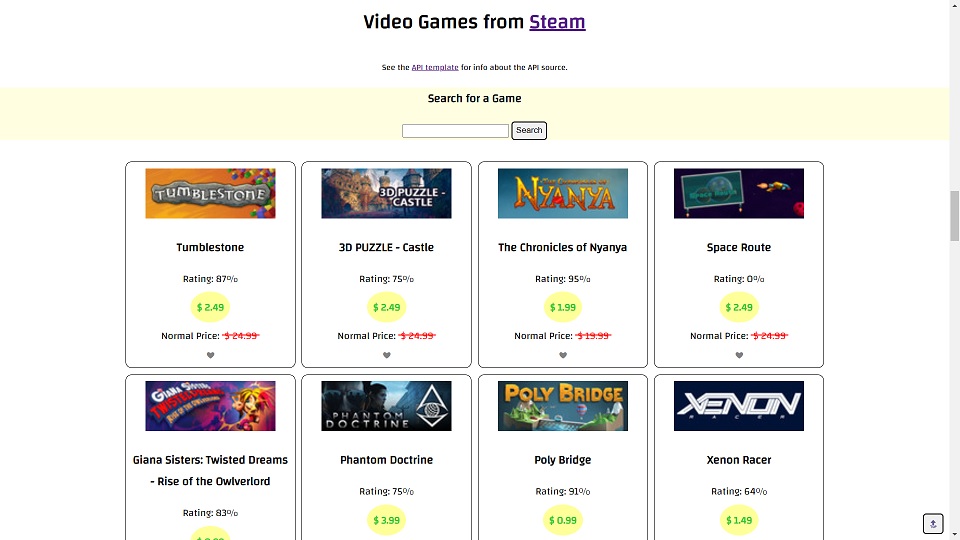 Video Games from Steam
See the API template for info about the API source.
Search for a Game
Search
TUMBLESTONE
3D PUZZLE - CASTLE
NYANYA
Space Route
Tumblestone
3D PUZZLE - Castle
The Chronicles of Nyanya
Space Route
Rating: 87%
Rating: 75%
Rating: 95%
Rating: 0%
$ 2.49
$ 2.49
$ 1.99
$ 2.49
Normal Price: $ 24.99
Normal Price: $ 24.99
Normal Price: $ 19.99
Normal Price: $ 24.99
GIANA SISTERS
TWISTED DREAMS
RISE OF THE OWLVERLORD
PHANTOM DOCTRINE
POLY BRIDGE
XENON RACER
Giana Sisters: Twisted Dreams - Rise of the Owlverlord
Phantom Doctrine
Poly Bridge
Xenon Racer
Rating: 83%
Rating: 75%
Rating: 91%
Rating: 64%
$ 3.99
$ 0.99
$ 1.49